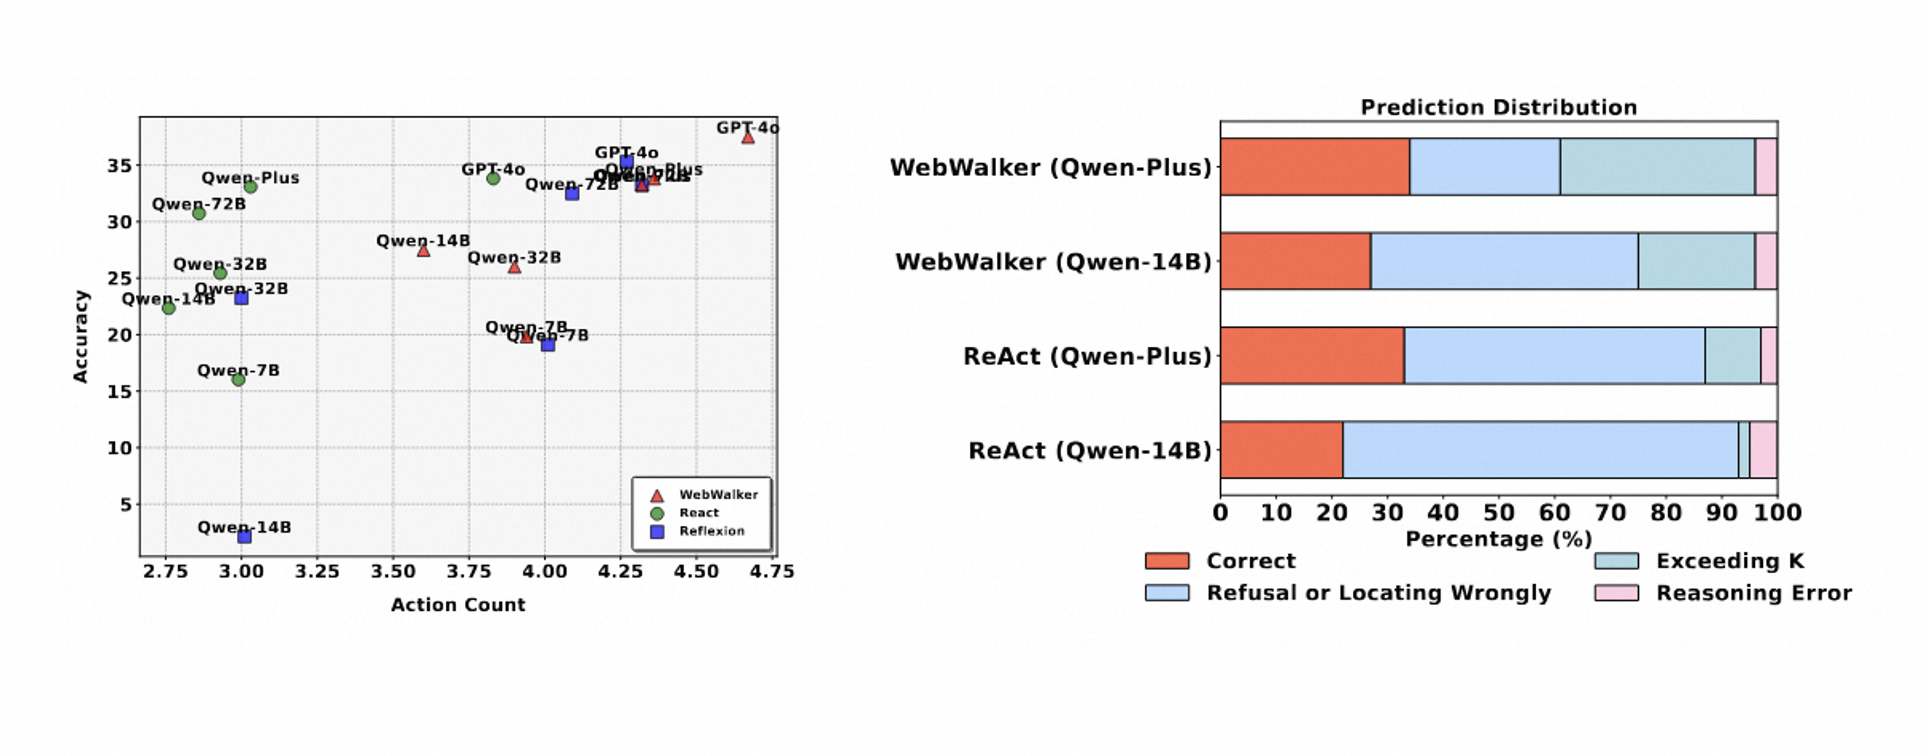 GPT-4o
GPT-4o
GPT-4o
Qwen-Plus
Qwen-Plus
Qwen-72B
Qwen-72B
Qwen-14B
Qwen-32B
Qwen-32B
Qwen-32B
Qwen-14B
Qwen-7B
Qwen-7B
Qwen-7B
Qwen-14B
35
30
25
20
15
10
5
Accuracy
WebWalker
React
Reflexion
2.75 3.00 3.25 3.50 3.75 4.00 4.25 4.50 4.75
Action Count
Prediction Distribution
WebWalker (Qwen-Plus)
WebWalker (Qwen-14B)
ReAct (Qwen-Plus)
ReAct (Qwen-14B)
0 10 20 30 40 50 60 70 80 90 100
Percentage (%)
Correct
Exceeding K
Refusal or Locating Wrongly
Reasoning Error